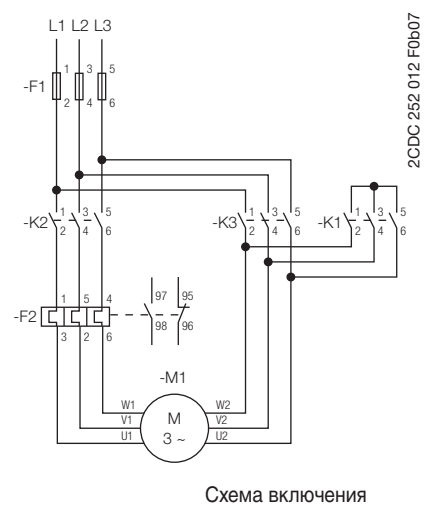 L1 L2 L3
2CDC 252 012 F0b07
-F1 1 3 5
2 4 6
-K2 1 3 5
2 4 6
-K3 1 3 5
2 4 6
-K1 1 3 5
2 4 6
-F2 1 5 4
3 2 6
97 95
98 96
-M1
W1 W2
V1 M V2
U1 3 ~ U2
Схема включения